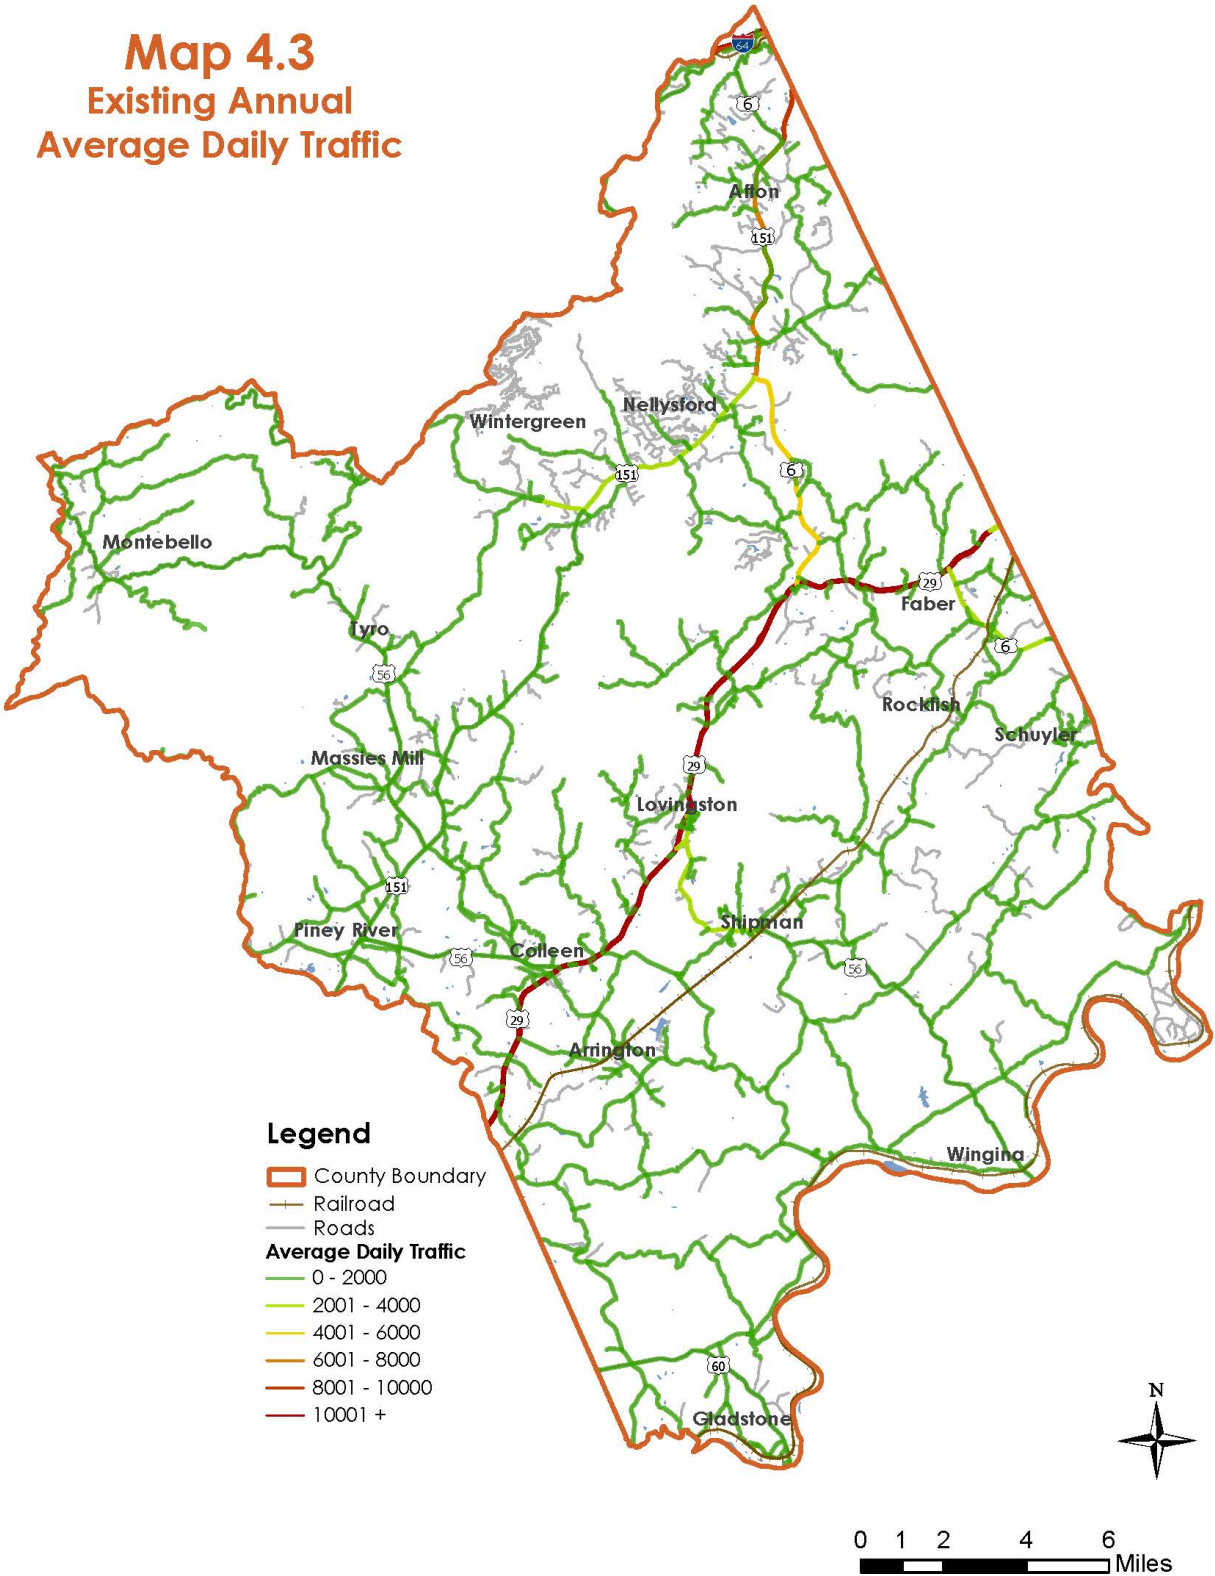 Map 4.3
Existing Annual
Average Daily Traffic
64
6
Afton
151
Nellysford
Wintergreen
151
6
Montebello
29
Faber
Tyro
6
56
Rockfish
Schuyler
Massies Mill
29
Lovingston
151
Shipman
Piney River
Colleen
56
56
29
Arrington
Wingina
60
Gladstone
Legend
County Boundary
Railroad
Roads
Average Daily Traffic
0 - 2000
2001 - 4000
4001 - 6000
6001 - 8000
8001 - 10000
10001 +
N
0 1 2 4 6
Miles